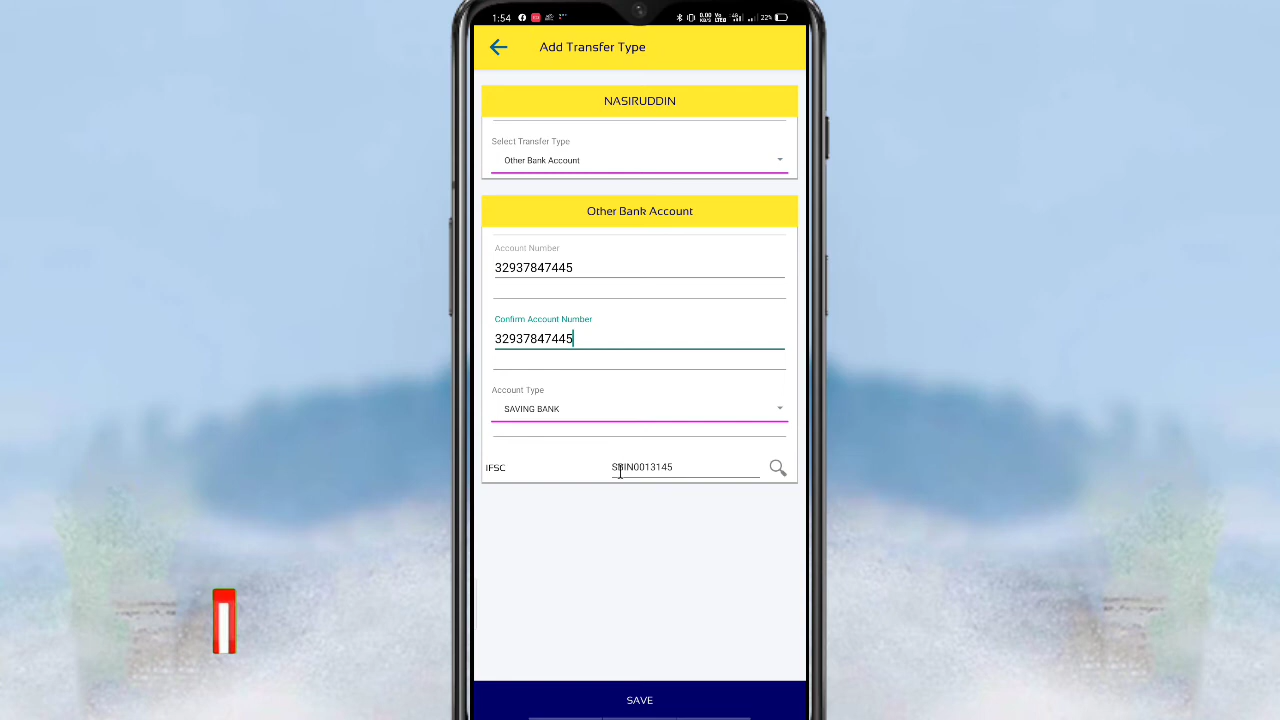 1:54
22%
Add Transfer Type
NASIRUDDIN
Select Transfer Type
Other Bank Account
Other Bank Account
Account Number
32937847445
Confirm Account Number
32937847445
Account Type
SAVING BANK
IFSC SBIN0013145
SAVE